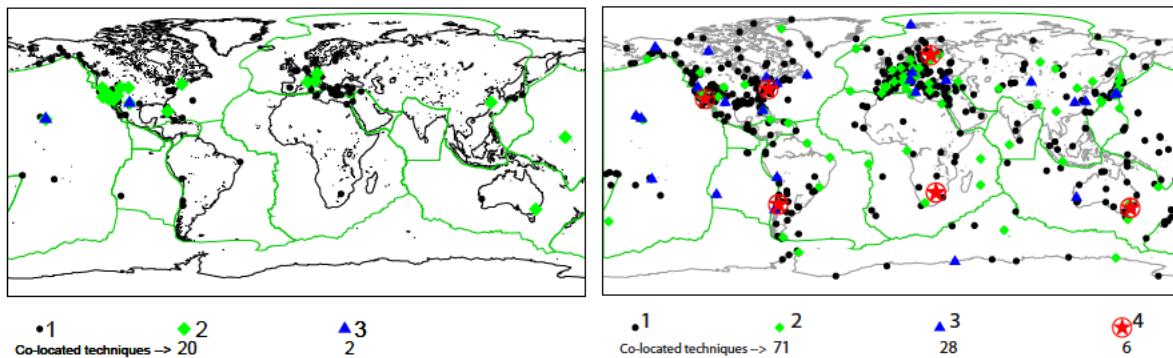 1 2 3
Co-located techniques --> 20 2
1 2 3 4
Co-located techniques --> 71 28 6